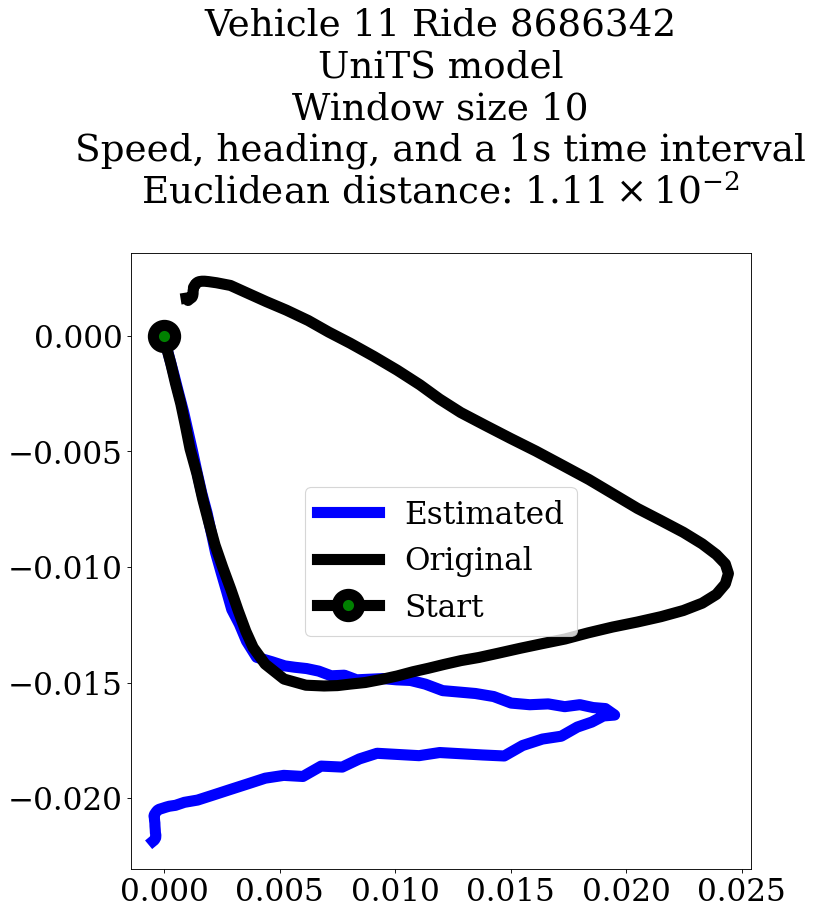 Vehicle 11 Ride 8686342
UniTS model
Window size 10
Speed, heading, and a 1s time interval
Euclidean distance: 1.11 × 10⁻²
0.000
−0.005
−0.010
−0.015
−0.020
Estimated
Original
Start
0.000 0.005 0.010 0.015 0.020 0.025